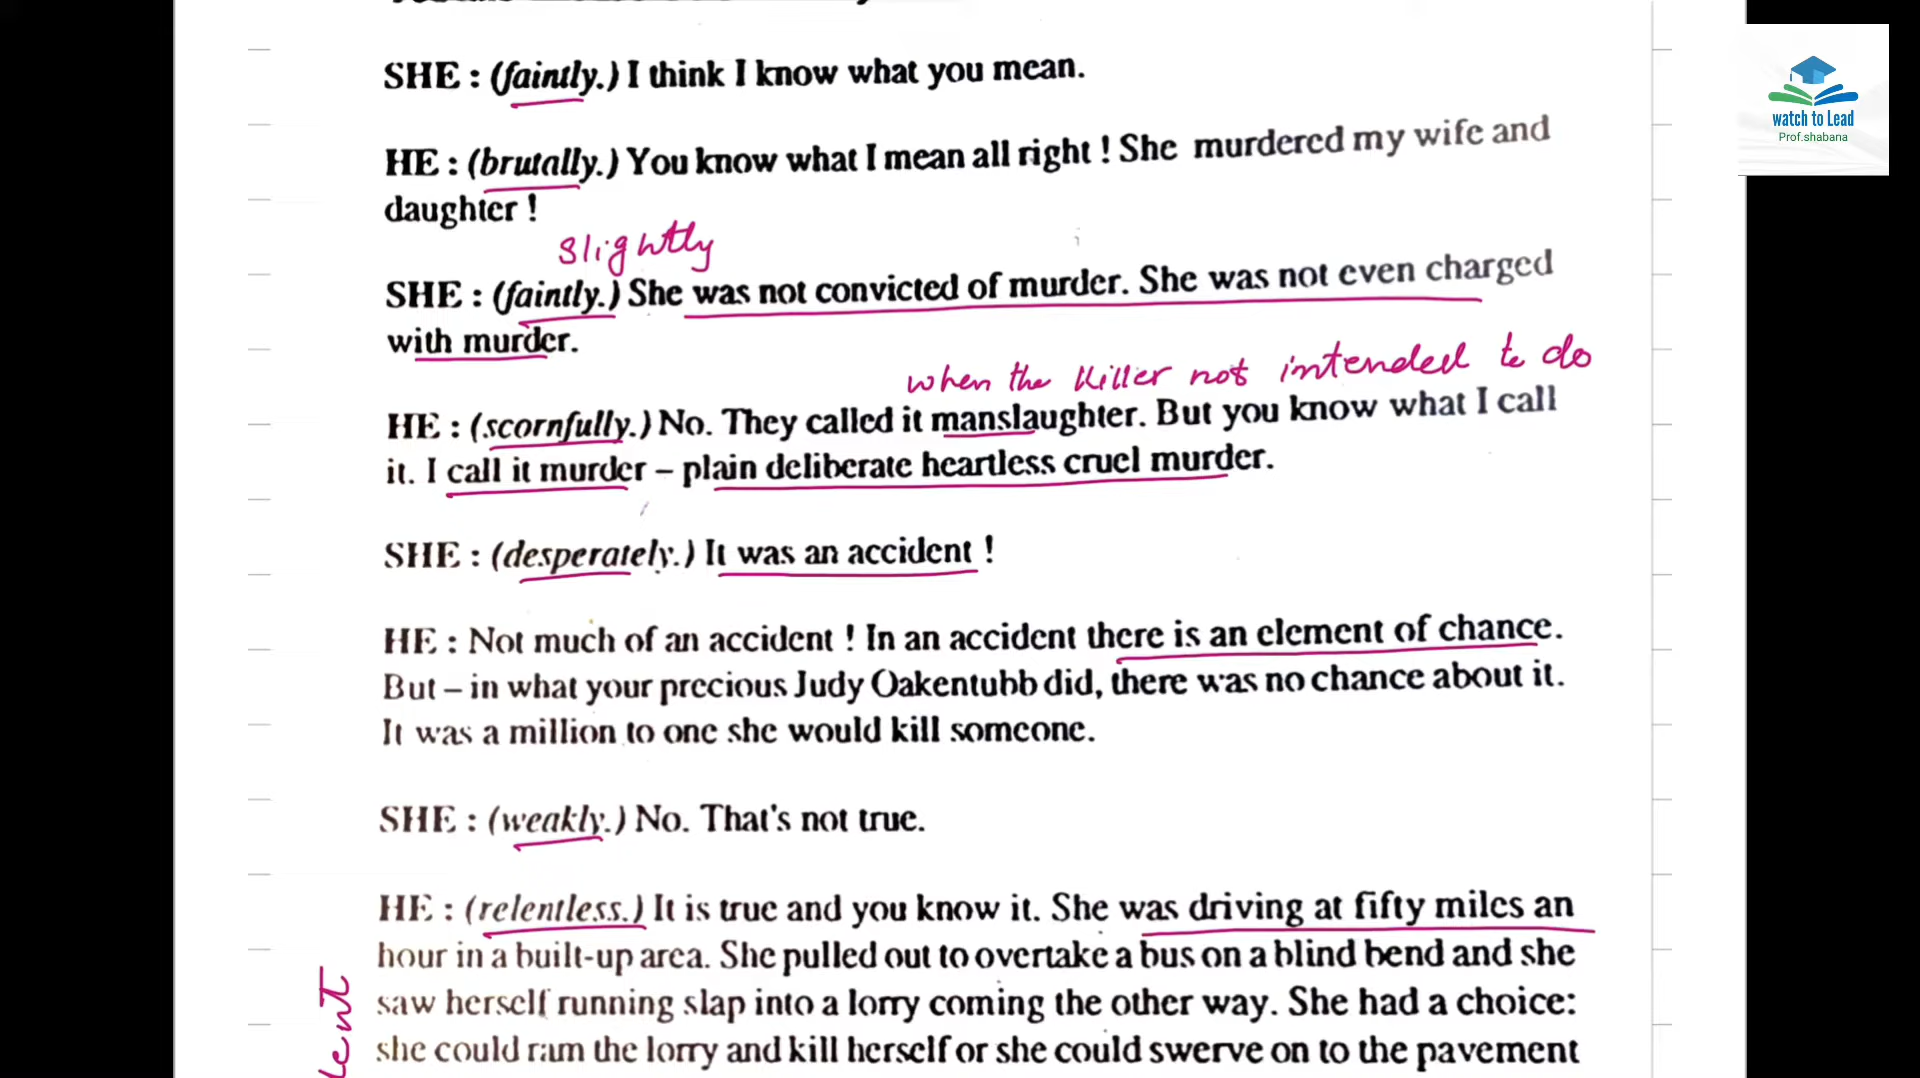 SHE : (faintly.) I think I know what you mean.
HE : (brutally.) You know what I mean all right ! She murdered my wife and
daughter !
slightly
SHE : (faintly.) She was not convicted of murder. She was not even charged
with murder.
when the killer not intended to do
HE : (scornfully.) No. They called it manslaughter. But you know what I call
it. I call it murder – plain deliberate heartless cruel murder.
SHE : (desperately.) It was an accident !
HE : Not much of an accident ! In an accident there is an element of chance.
But – in what your precious Judy Oakentubb did, there was no chance about it.
It was a million to one she would kill someone.
SHE : (weakly.) No. That's not true.
HE : (relentless.) It is true and you know it. She was driving at fifty miles an
hour in a built-up area. She pulled out to overtake a bus on a blind bend and she
saw herself running slap into a lorry coming the other way. She had a choice:
she could ram the lorry and kill herself or she could swerve on to the pavement
watch to Lead
Prof.shabana